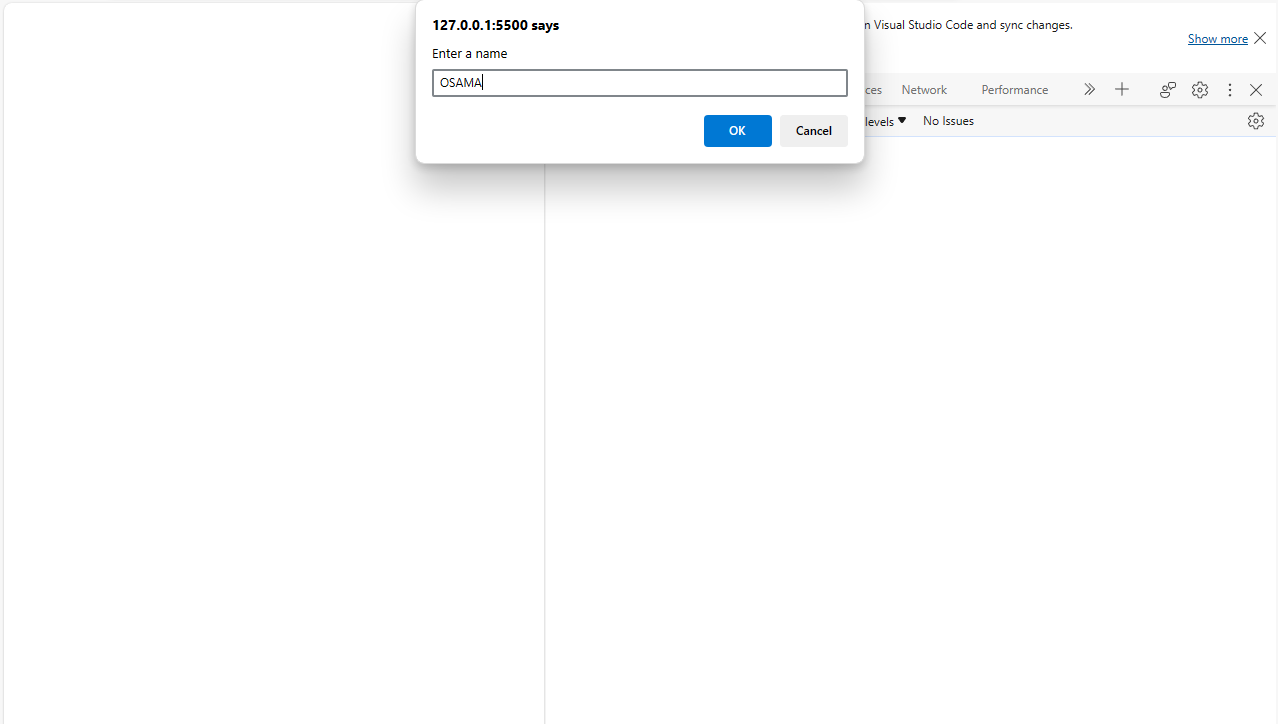 127.0.0.1:5500 says
Enter a name
OSAMA
OK Cancel
Visual Studio Code and sync changes.
Show more
Network Performance
levels No Issues